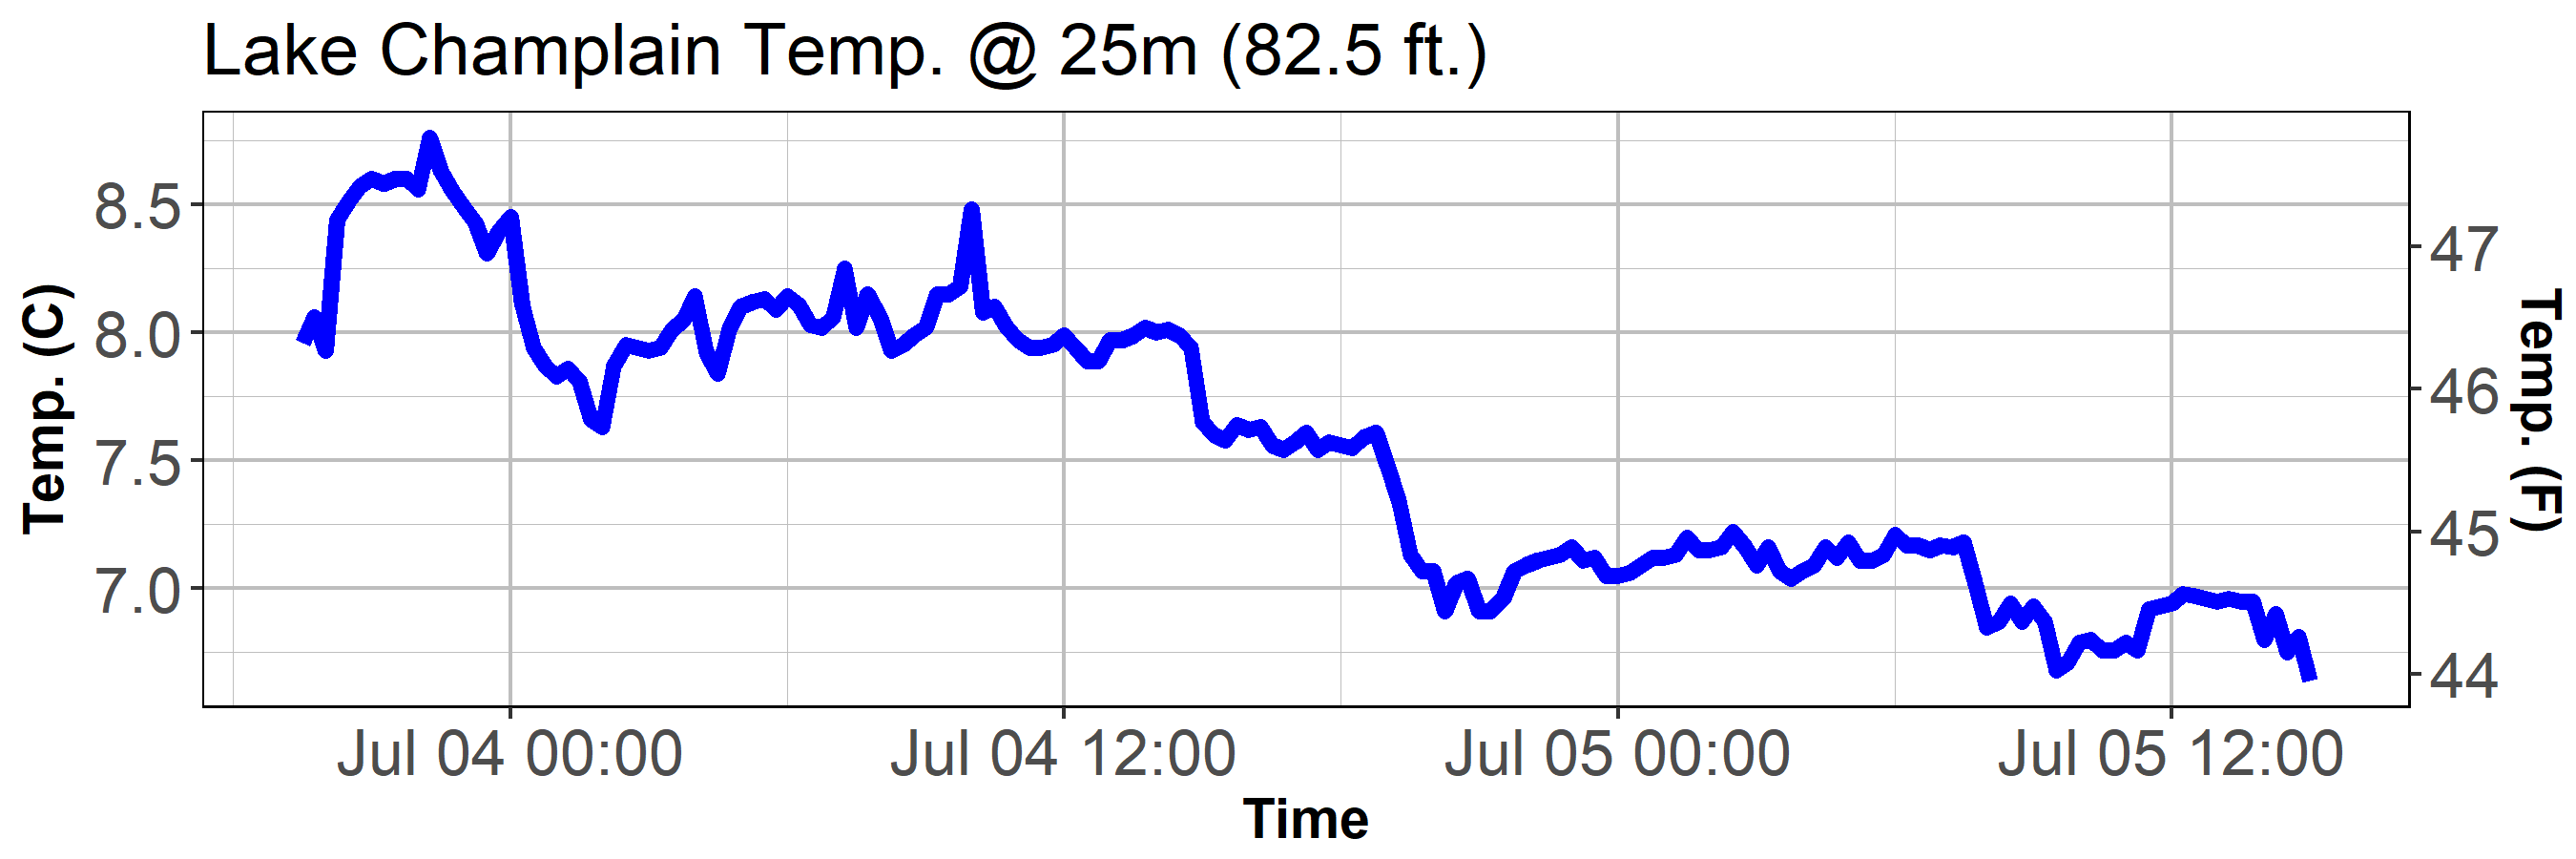 Lake Champlain Temp. @ 25m (82.5 ft.)
Temp. (C)
8.5
8.0
7.5
7.0
47
46
45
44
Temp. (F)
Jul 04 00:00
Jul 04 12:00
Jul 05 00:00
Jul 05 12:00
Time